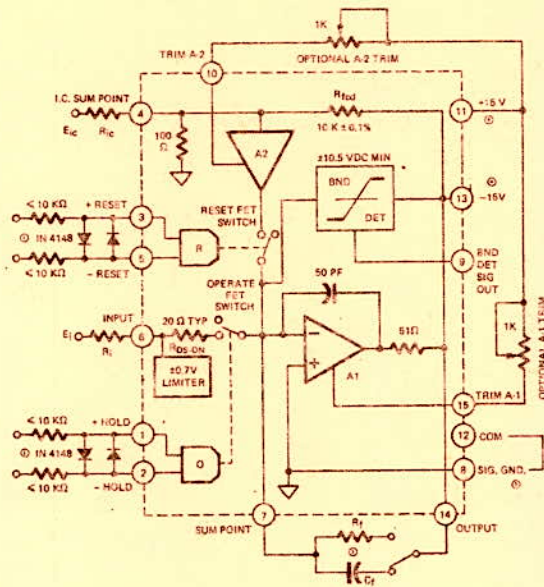 1K
TRIM A-2
OPTIONAL A-2 TRIM
10
I.C. SUM POINT
4
Rfbd
11
+15 V
Eic
Ric
100
Ω
10 K ± 0.1%
A2
±10.5 VDC MIN
≤ 10 KΩ
+ RESET
3
BND
DET
13
−15V
RESET FET
SWITCH
IN 4148
R
≤ 10 KΩ
5
− RESET
9
BND
DET
SIG
OUT
OPERATE
FET
SWITCH
50 PF
INPUT
20 Ω TYP
Ei
Ri
6
RDS-ON
±0.7V
LIMITER
51Ω
1K
OPTIONAL A-1 TRIM
A1
≤ 10 KΩ
+ HOLD
1
15
TRIM A-1
IN 4148
O
12
COM
≤ 10 KΩ
2
− HOLD
8
SIG, GND,
7
14
SUM POINT
OUTPUT
Rf
Cf